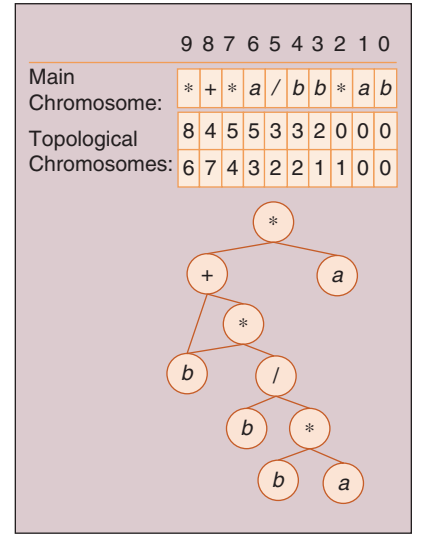 9 8 7 6 5 4 3 2 1 0
Main
Chromosome:
* + * a / b b * a b
Topological
Chromosomes:
8 4 5 5 3 3 2 0 0 0
6 7 4 3 2 2 1 1 0 0
*
+ a
*
b /
b *
b a